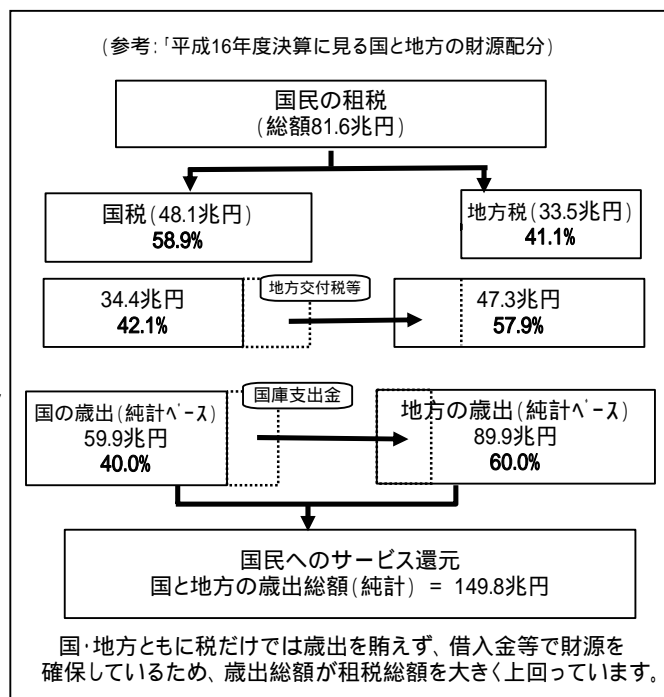 (参考:「平成16年度決算に見る国と地方の財源配分)
国民の租税
(総額81.6兆円)
国税(48.1兆円)
58.9%
地方税(33.5兆円)
41.1%
34.4兆円
42.1%
地方交付税等
47.3兆円
57.9%
国の歳出(純計ベース)
59.9兆円
40.0%
国庫支出金
地方の歳出(純計ベース)
89.9兆円
60.0%
国民へのサービス還元
国と地方の歳出総額(純計) = 149.8兆円
国・地方ともに税だけでは歳出を賄えず、借入金等で財源を
確保しているため、歳出総額が租税総額を大きく上回っています。